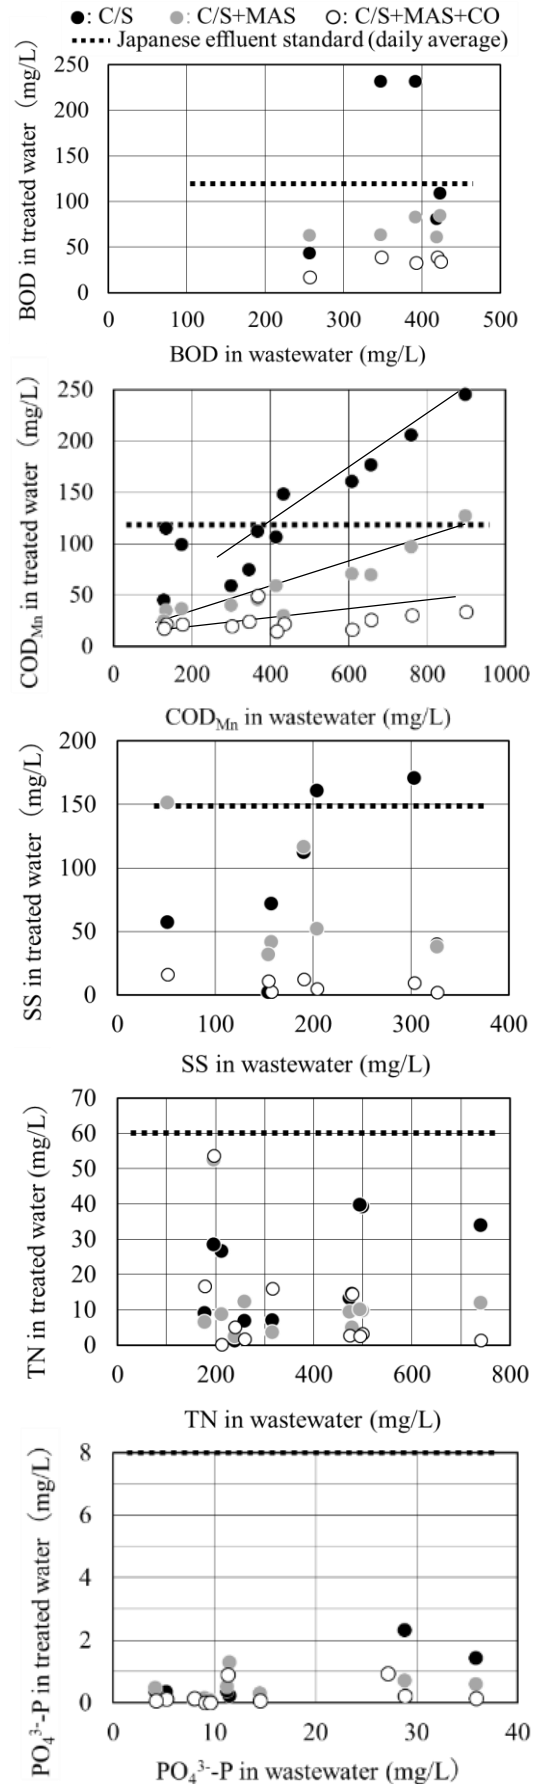 ●: C/S ●: C/S+MAS ○: C/S+MAS+CO
Japanese effluent standard (daily average)
BOD in treated water (mg/L)
250
200
150
100
50
0
0 100 200 300 400 500
BOD in wastewater (mg/L)
COD_Mn in treated water (mg/L)
250
200
150
100
50
0
0 200 400 600 800 1000
COD_Mn in wastewater (mg/L)
SS in treated water (mg/L)
200
150
100
50
0
0 100 200 300 400
SS in wastewater (mg/L)
TN in treated water (mg/L)
70
60
50
40
30
20
10
0
0 200 400 600 800
TN in wastewater (mg/L)
PO₄³⁻-P in treated water (mg/L)
8
6
4
2
0
0 10 20 30 40
PO₄³⁻-P in wastewater (mg/L)